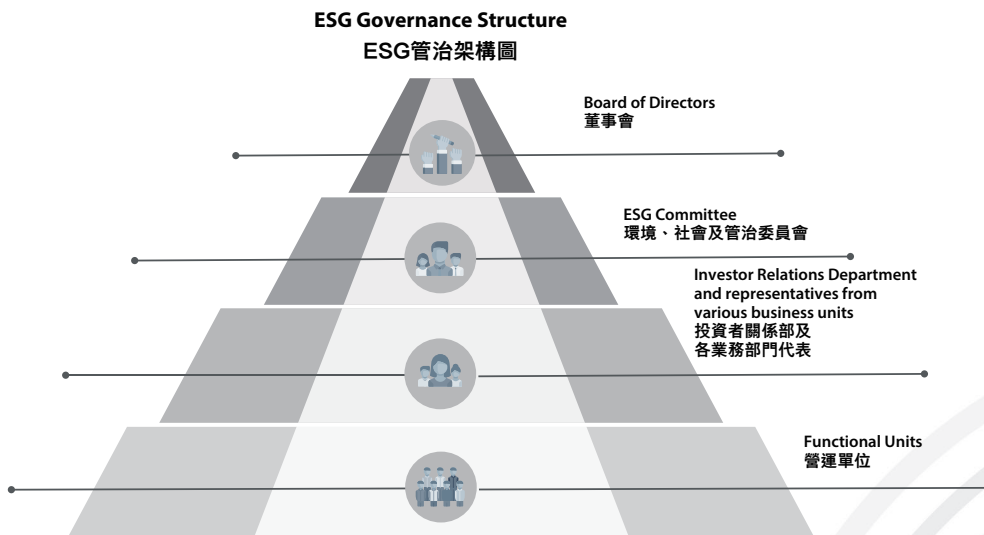 ESG Governance Structure
ESG管治架構圖
Board of Directors
董事會
ESG Committee
環境、社會及管治委員會
Investor Relations Department
and representatives from
various business units
投資者關係部及
各業務部門代表
Functional Units
營運單位